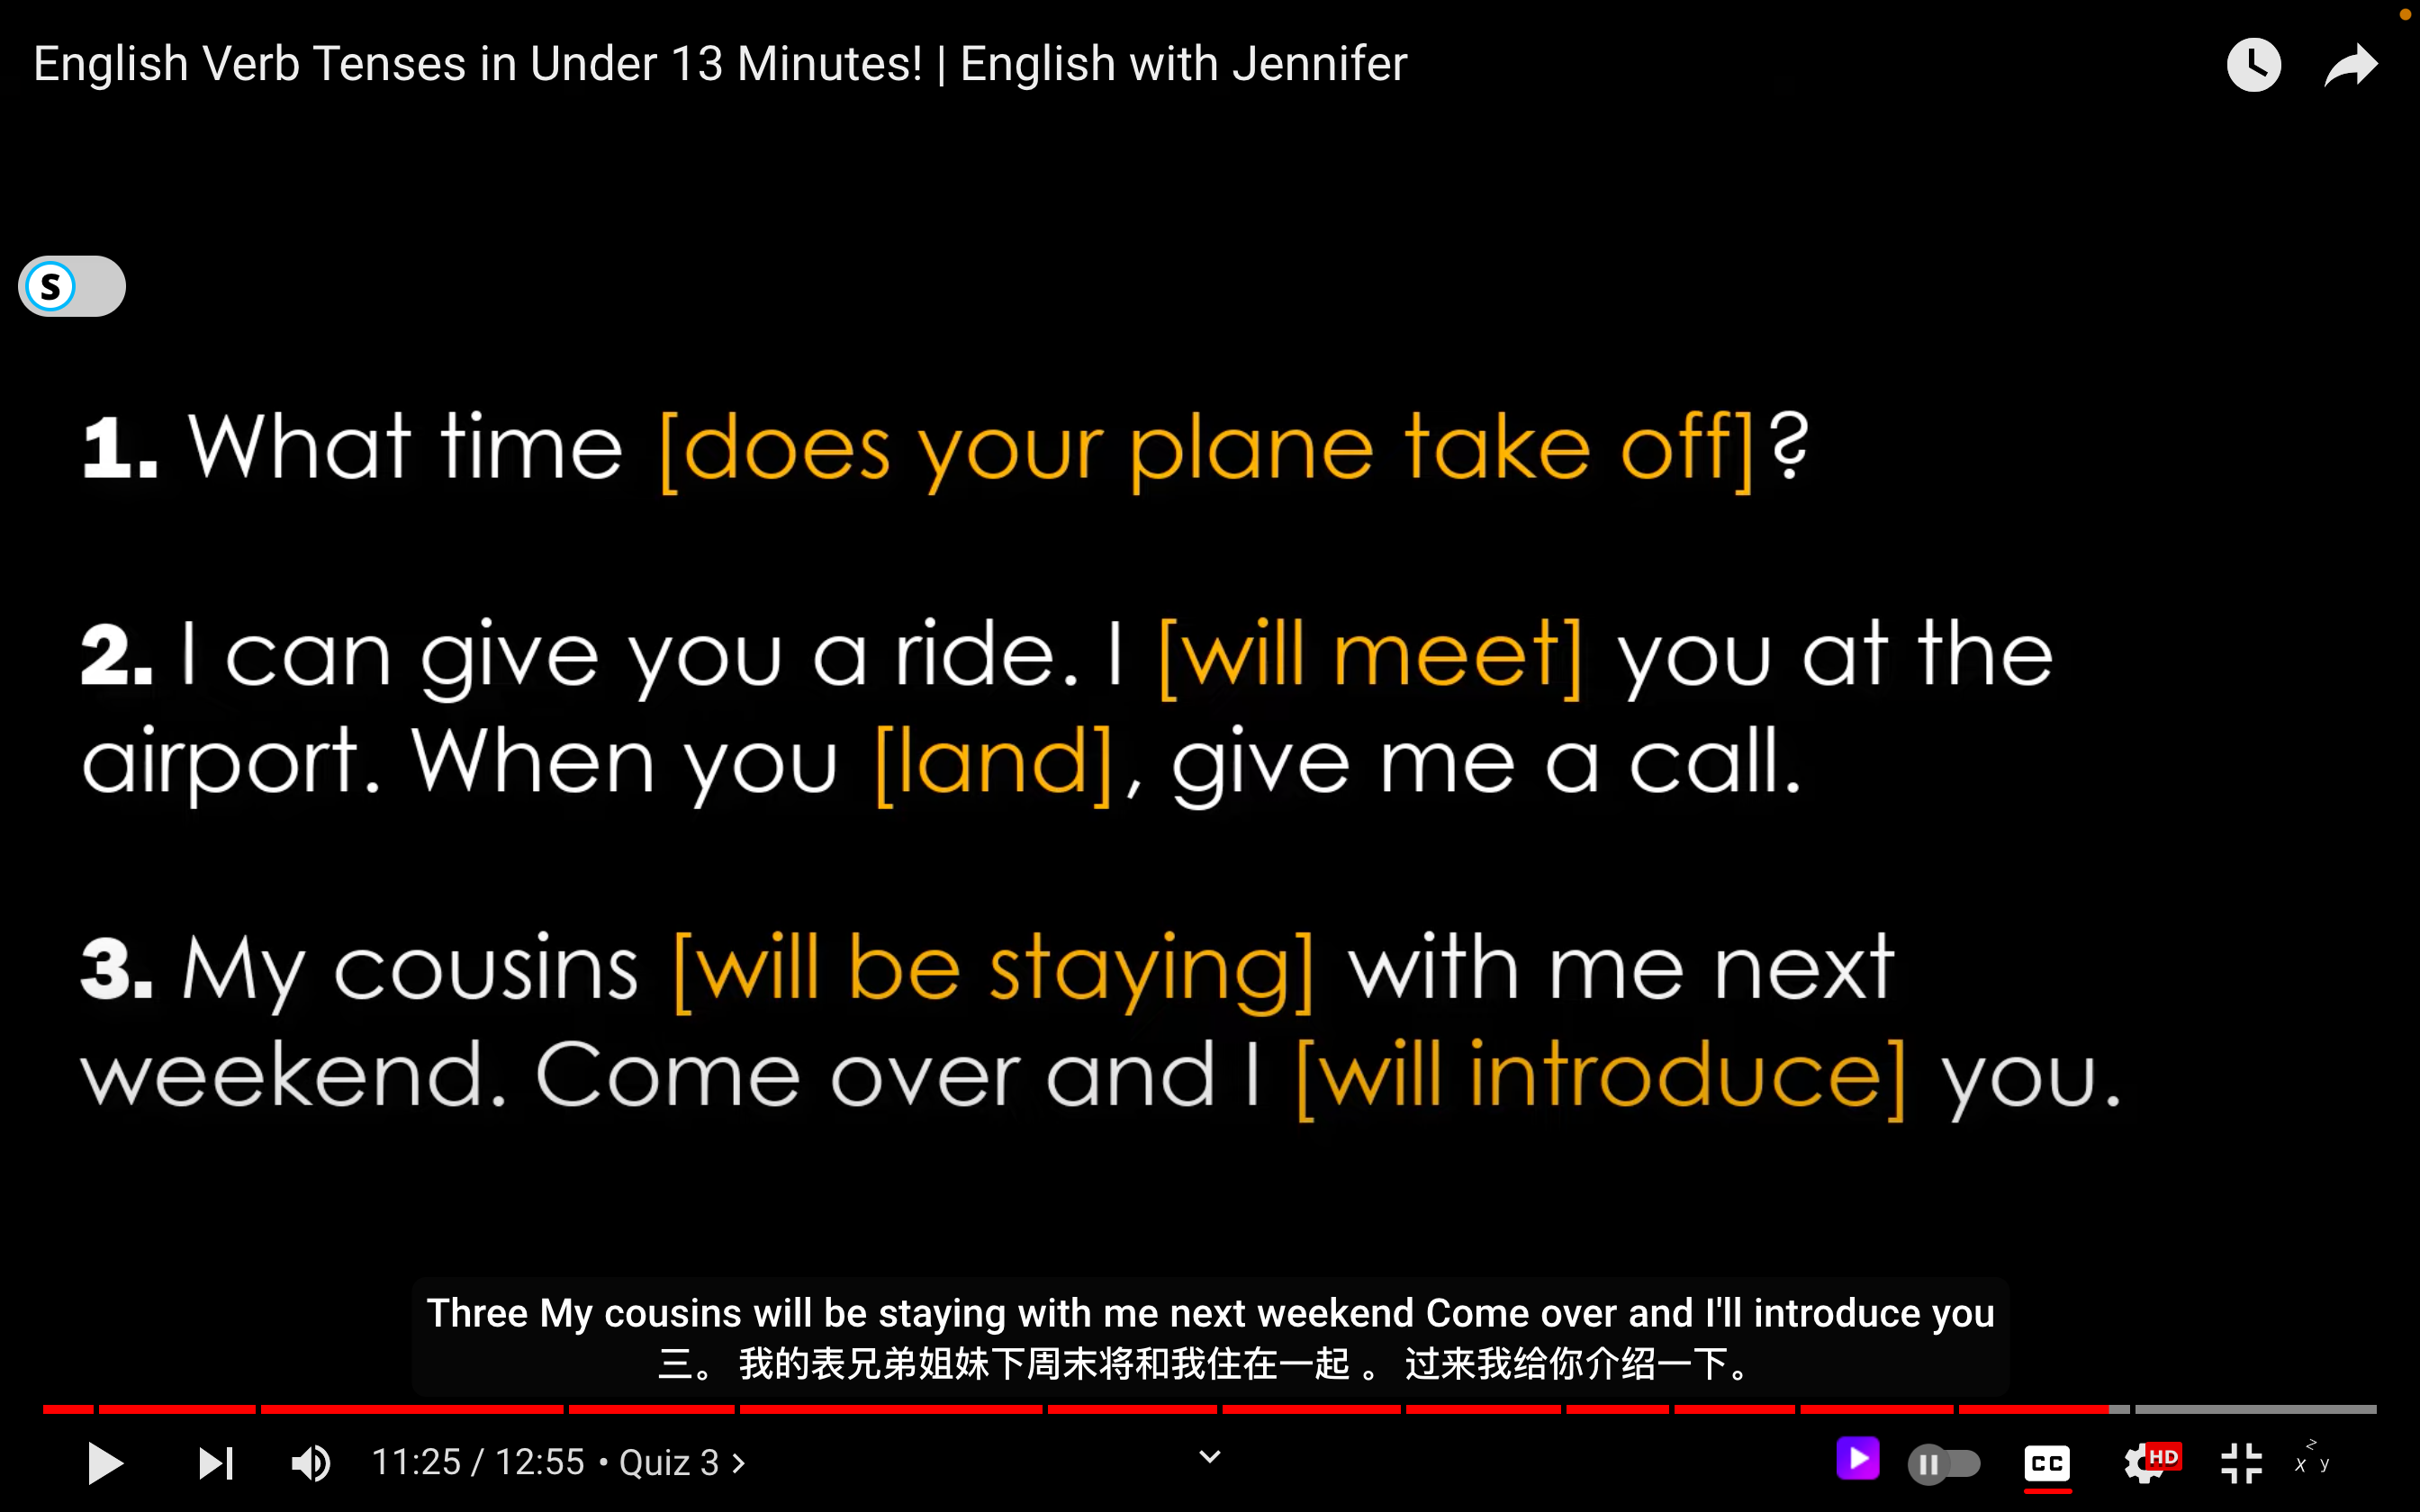 English Verb Tenses in Under 13 Minutes! | English with Jennifer
S
1. What time [does your plane take off]?
2. I can give you a ride. I [will meet] you at the
airport. When you [land], give me a call.
3. My cousins [will be staying] with me next
weekend. Come over and I [will introduce] you.
Three My cousins will be staying with me next weekend Come over and I'll introduce you
三。 我的表兄弟姐妹下周末将和我住在一起 。 过来我给你介绍一下。
11:25 / 12:55 • Quiz 3 ›
CC
HD
z
x y